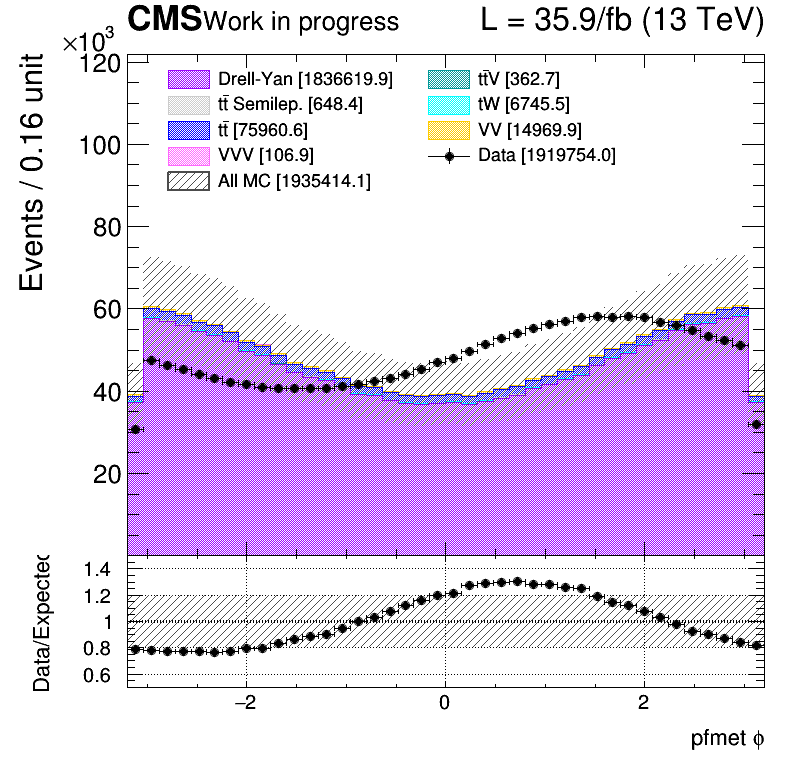 CMS Work in progress L = 35.9/fb (13 TeV)
×10³
Events / 0.16 unit
120
100
80
60
40
20
Drell-Yan [1836619.9]
tt̄ Semilep. [648.4]
tt̄ [75960.6]
VVV [106.9]
All MC [1935414.1]
tt̄V [362.7]
tW [6745.5]
VV [14969.9]
Data [1919754.0]
Data/Expected
1.4
1.2
1
0.8
0.6
−2 0 2
pfmet ϕ